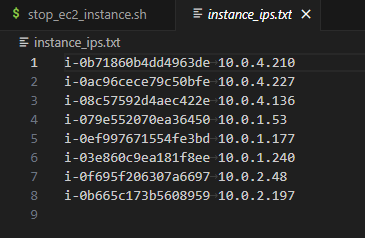 $ stop_ec2_instance.sh
instance_ips.txt
instance_ips.txt
1 i-0b71860b4dd4963de 10.0.4.210
2 i-0ac96cece79c50bfe 10.0.4.227
3 i-08c57592d4aec422e 10.0.4.136
4 i-079e552070ea36450 10.0.1.53
5 i-0ef997671554fe3bd 10.0.1.177
6 i-03e860c9ea181f8ee 10.0.1.240
7 i-0f695f206307a6697 10.0.2.48
8 i-0b665c173b5608959 10.0.2.197
9